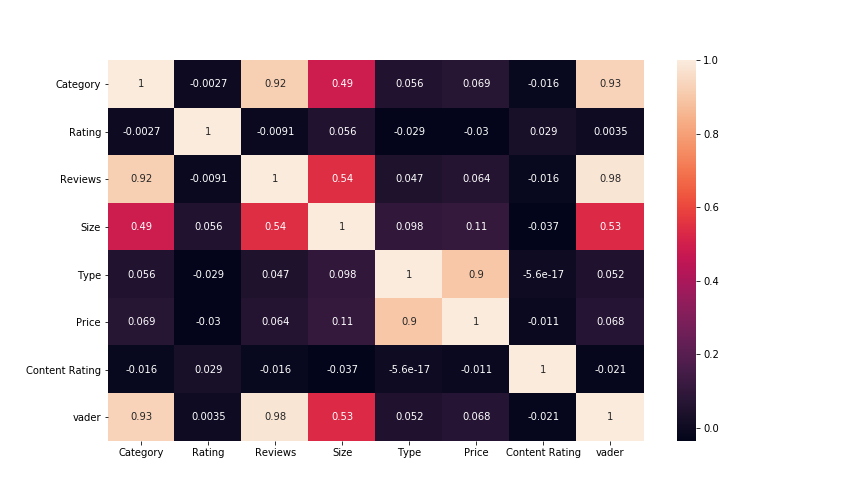 Category 1 -0.0027 0.92 0.49 0.056 0.069 -0.016 0.93
Rating -0.0027 1 -0.0091 0.056 -0.029 -0.03 0.029 0.0035
Reviews 0.92 -0.0091 1 0.54 0.047 0.064 -0.016 0.98
Size 0.49 0.056 0.54 1 0.098 0.11 -0.037 0.53
Type 0.056 -0.029 0.047 0.098 1 0.9 -5.6e-17 0.052
Price 0.069 -0.03 0.064 0.11 0.9 1 -0.011 0.068
Content Rating -0.016 0.029 -0.016 -0.037 -5.6e-17 -0.011 1 -0.021
vader 0.93 0.0035 0.98 0.53 0.052 0.068 -0.021 1
Category Rating Reviews Size Type Price Content Rating vader
1.0
0.8
0.6
0.4
0.2
0.0